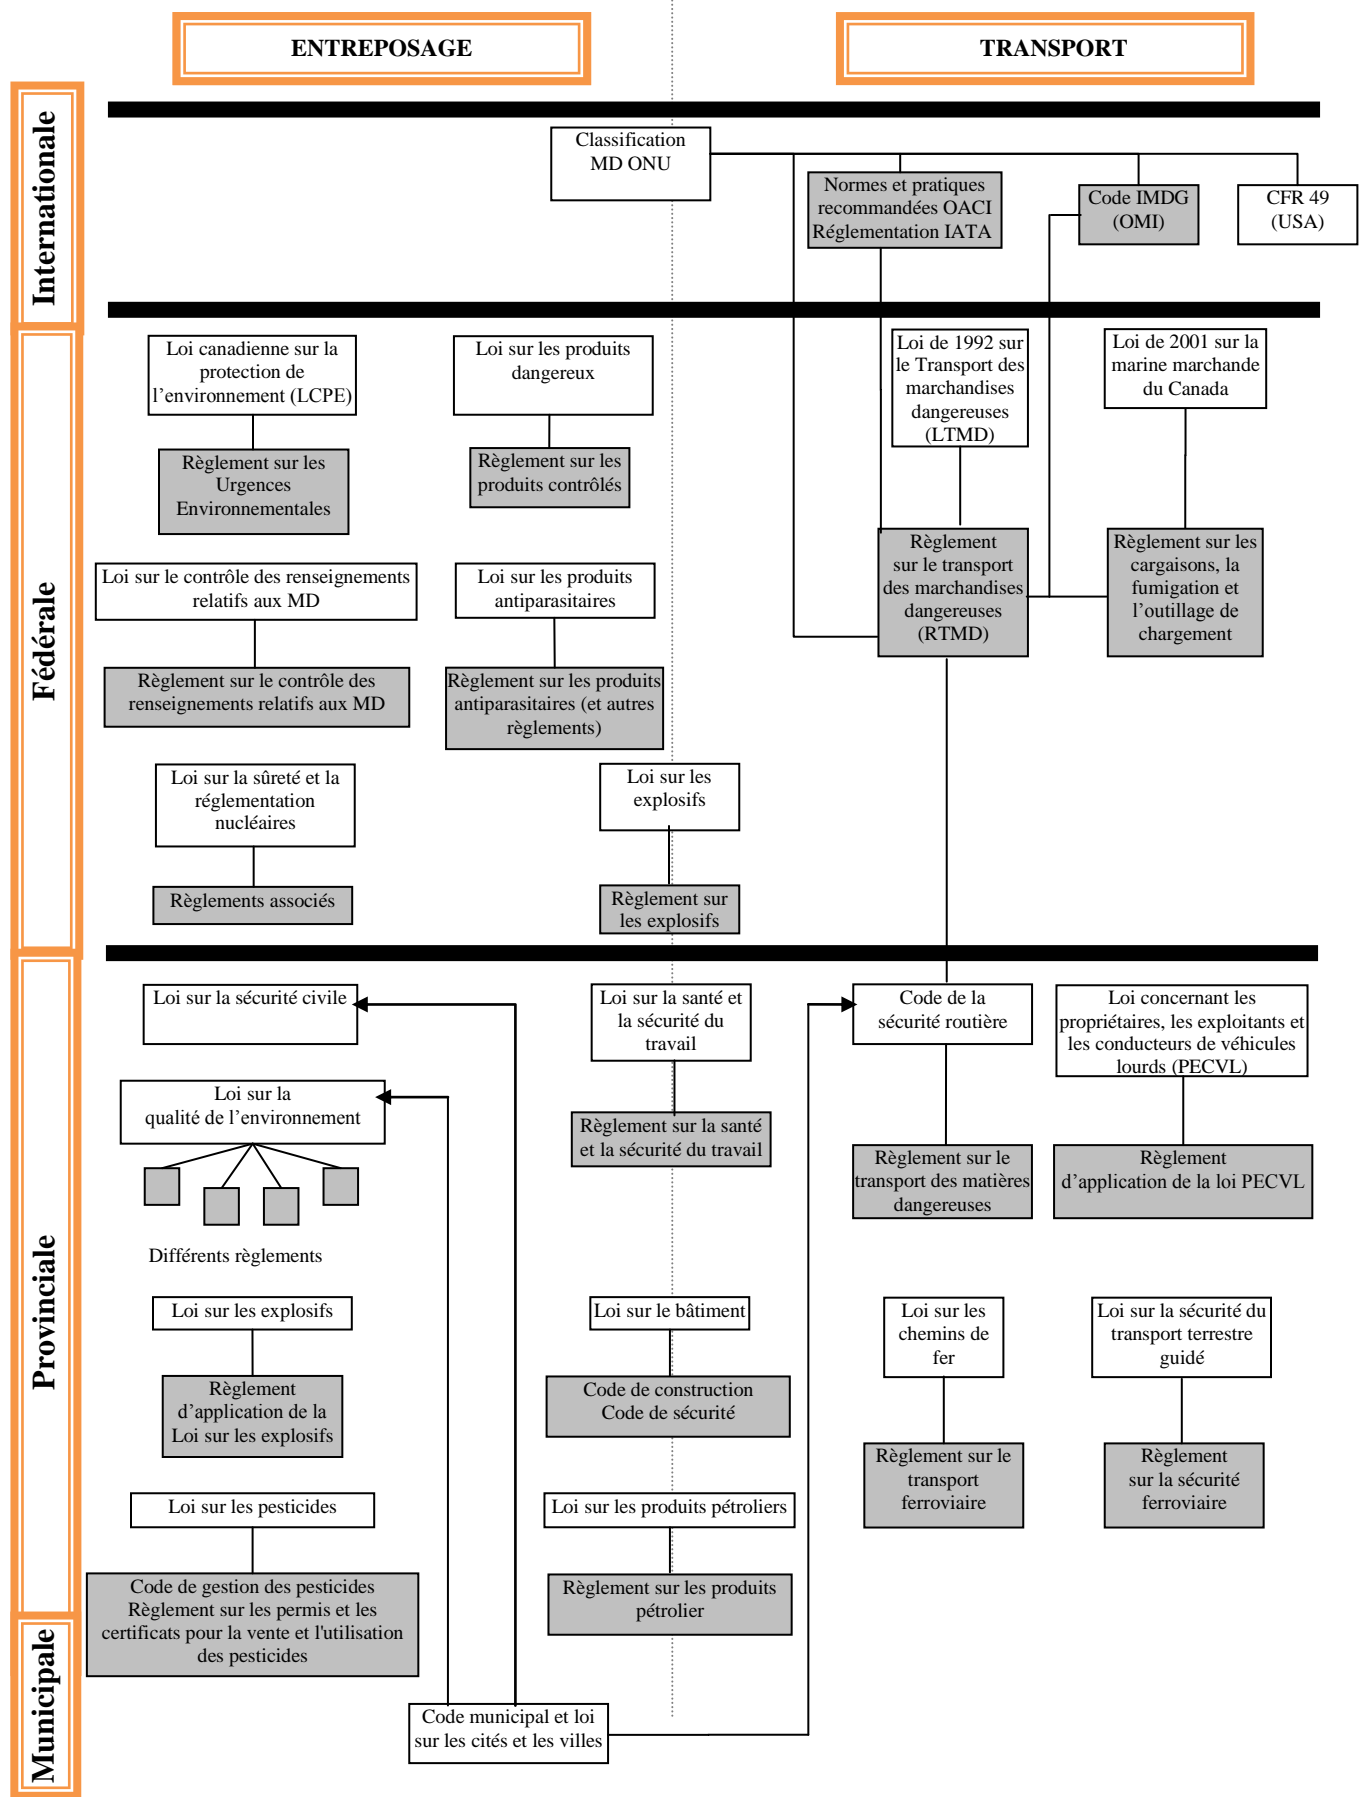 ENTREPOSAGE
TRANSPORT
Internationale
Classification
MD ONU
Normes et pratiques
recommandées OACI
Réglementation IATA
Code IMDG
(OMI)
CFR 49
(USA)
Fédérale
Loi canadienne sur la
protection de
l’environnement (LCPE)
Loi sur les produits
dangereux
Loi de 1992 sur
le Transport des
marchandises
dangereuses
(LTMD)
Loi de 2001 sur la
marine marchande
du Canada
Règlement sur les
Urgences
Environnementales
Règlement sur les
produits contrôlés
Règlement
sur le transport
des marchandises
dangereuses
(RTMD)
Règlement sur les
cargaisons, la
fumigation et
l’outillage de
chargement
Loi sur le contrôle des renseignements
relatifs aux MD
Loi sur les produits
antiparasitaires
Règlement sur le contrôle des
renseignements relatifs aux MD
Règlement sur les produits
antiparasitaires (et autres
règlements)
Loi sur la sûreté et la
réglementation
nucléaires
Loi sur les
explosifs
Règlements associés
Règlement sur
les explosifs
Provinciale
Loi sur la sécurité civile
Loi sur la santé et
la sécurité du
travail
Code de la
sécurité routière
Loi concernant les
propriétaires, les exploitants et
les conducteurs de véhicules
lourds (PECVL)
Loi sur la
qualité de l’environnement
Règlement sur la santé
et la sécurité du travail
Règlement sur le
transport des matières
dangereuses
Règlement
d’application de la loi PECVL
Différents règlements
Loi sur les explosifs
Loi sur le bâtiment
Loi sur les
chemins de
fer
Loi sur la sécurité du
transport terrestre
guidé
Règlement
d’application de la
Loi sur les explosifs
Code de construction
Code de sécurité
Règlement sur le
transport
ferroviaire
Règlement
sur la sécurité
ferroviaire
Loi sur les pesticides
Loi sur les produits pétroliers
Code de gestion des pesticides
Règlement sur les permis et les
certificats pour la vente et l'utilisation
des pesticides
Règlement sur les produits
pétrolier
Municipale
Code municipal et loi
sur les cités et les villes